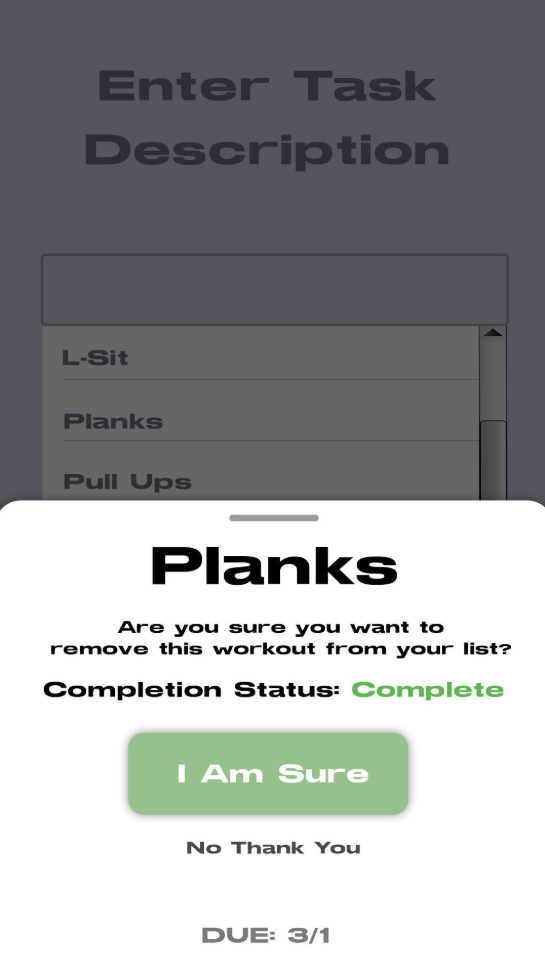 Enter Task
Description
L-Sit
Planks
Pull Ups
Planks
Are you sure you want to
remove this workout from your list?
Completion Status: Complete
I Am Sure
No Thank You
DUE: 3/1